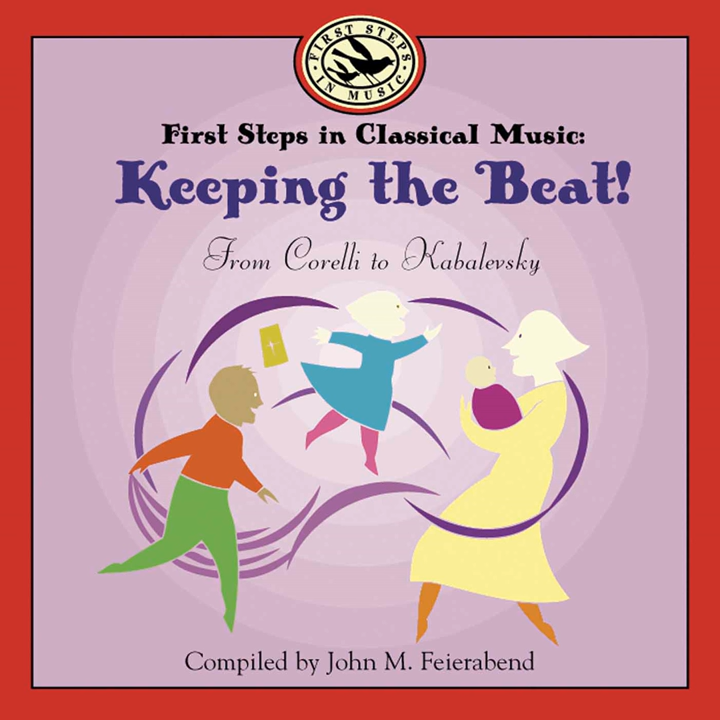 · FIRST STEPS ·
IN MUSIC
First Steps in Classical Music:
Keeping the Beat!
From Corelli to Kabalevsky
Compiled by John M. Feierabend